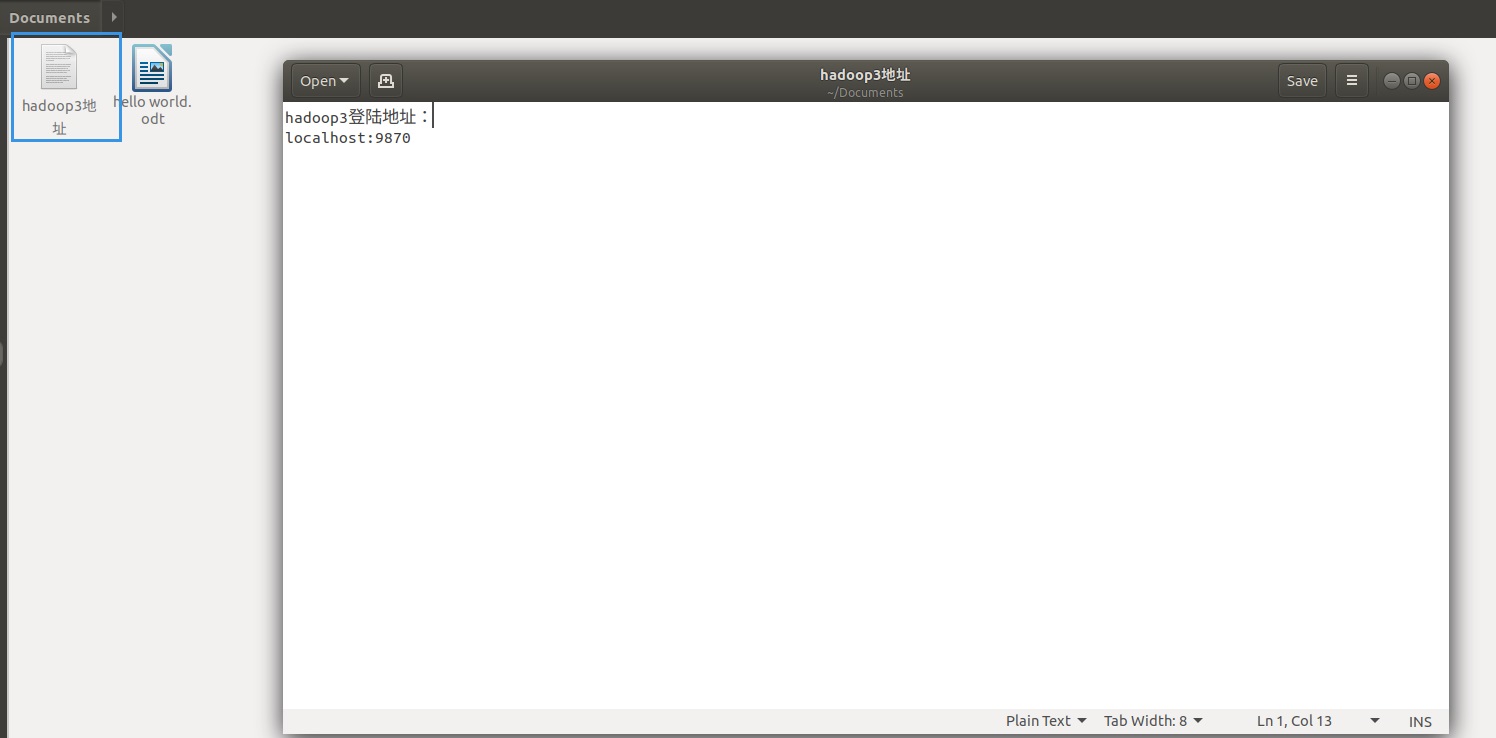 Documents
hadoop3地
址
hello world.
odt
Open
hadoop3地址
~/Documents
Save
hadoop3登陆地址：
localhost:9870
Plain Text
Tab Width: 8
Ln 1, Col 13
INS